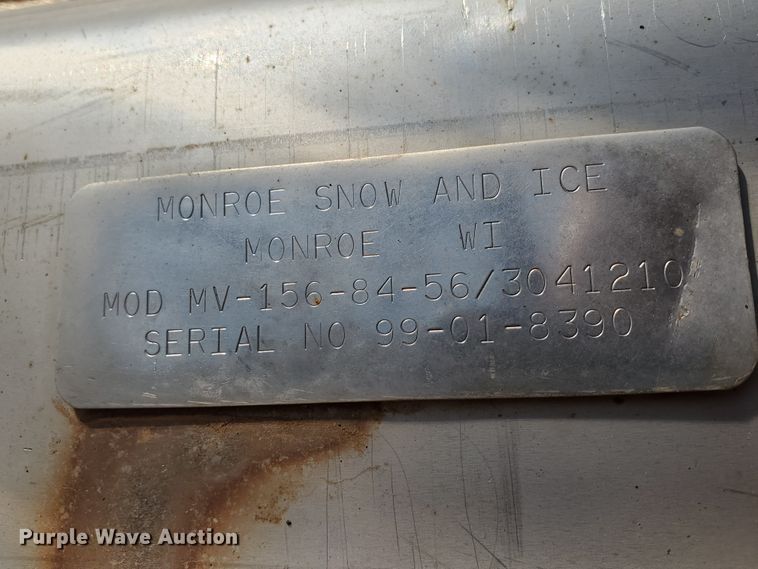 MONROE SNOW AND ICE
MONROE WI
MOD MV-156-84-56/3041210
SERIAL NO 99-01-8390
Purple Wave Auction